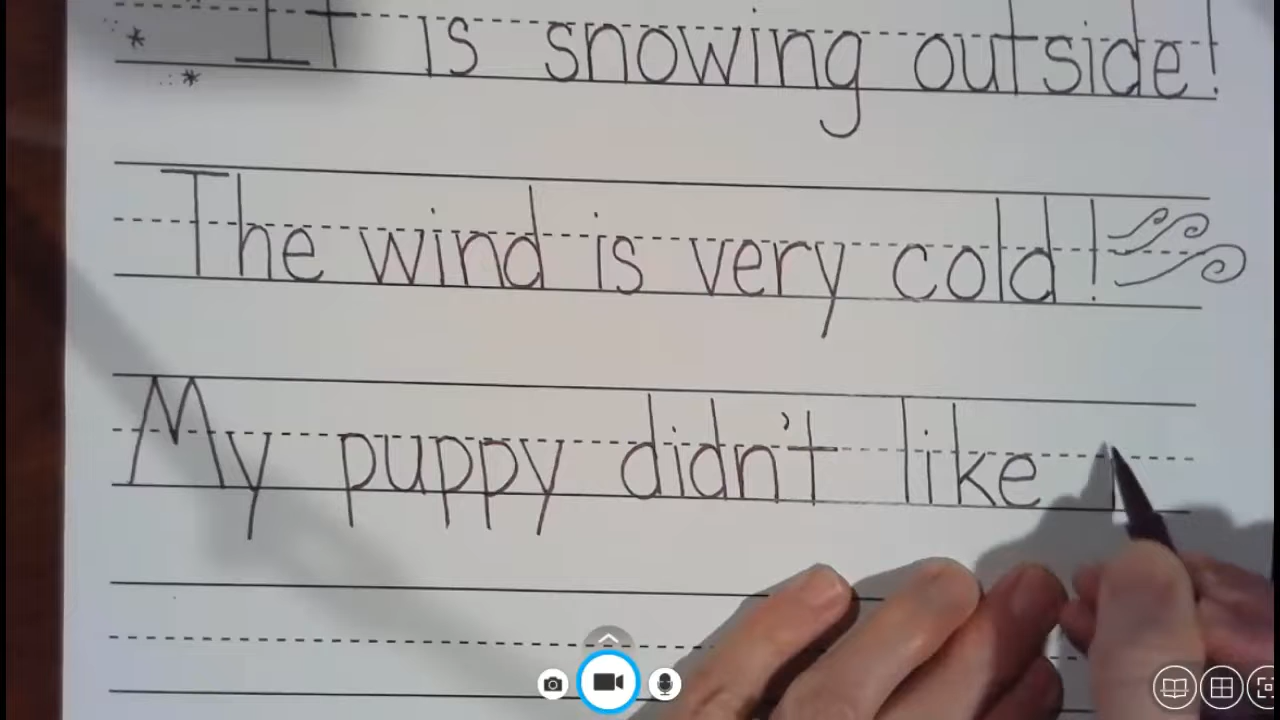 It is snowing outside!
The wind is very cold!
My puppy didn't like